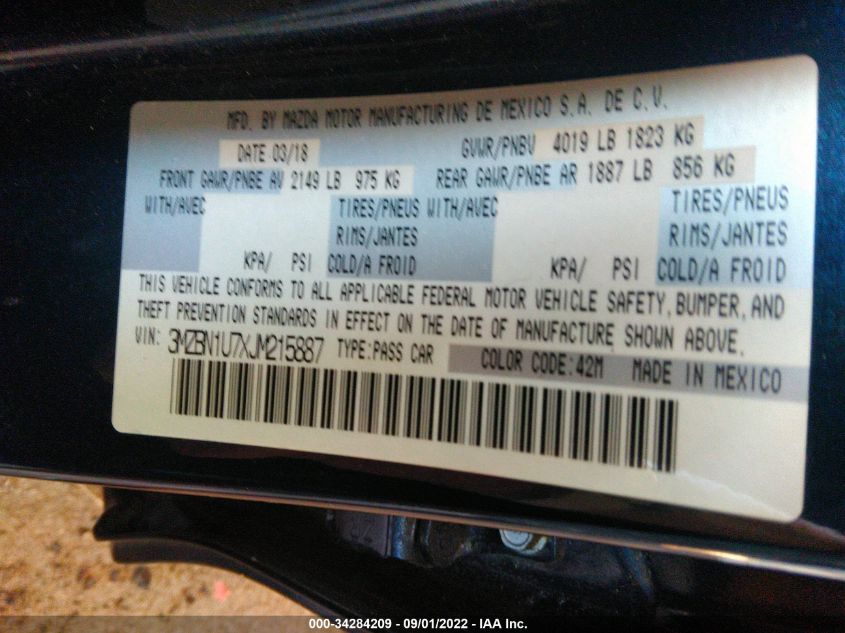 MFD. BY MAZDA MOTOR MANUFACTURING DE MEXICO S.A. DE C.V.
DATE 03/18 GVWR/PNBV 4019 LB 1823 KG
FRONT GAWR/PNBE AV 2149 LB 975 KG REAR GAWR/PNBE AR 1887 LB 856 KG
WITH/AVEC TIRES/PNEUS WITH/AVEC TIRES/PNEUS
RIMS/JANTES RIMS/JANTES
KPA/ PSI COLD/A FROID KPA/ PSI COLD/A FROID
THIS VEHICLE CONFORMS TO ALL APPLICABLE FEDERAL MOTOR VEHICLE SAFETY, BUMPER, AND
THEFT PREVENTION STANDARDS IN EFFECT ON THE DATE OF MANUFACTURE SHOWN ABOVE.
VIN: 3MZBN1U7XJM215887 TYPE:PASS CAR COLOR CODE:42M MADE IN MEXICO
000-34284209 - 09/01/2022 - IAA Inc.